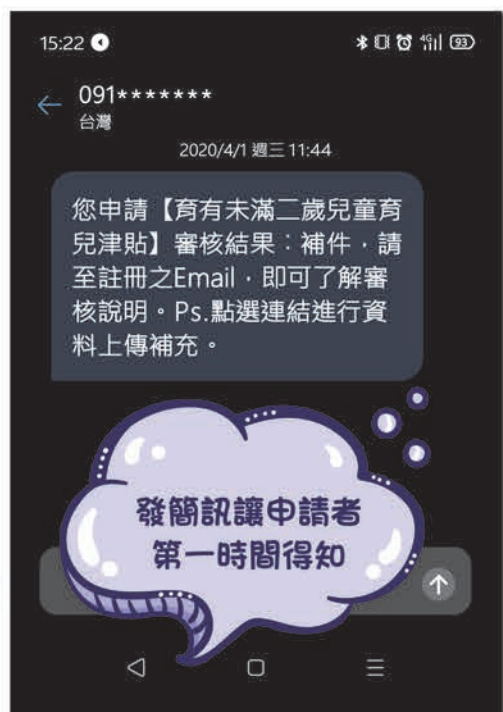 15:22
4G 93
091*******
台灣
2020/4/1 週三 11:44
您申請【育有未滿二歲兒童育
兒津貼】審核結果：補件，請
至註冊之Email，即可了解審
核說明。Ps.點選連結進行資
料上傳補充。
發簡訊讓申請者
第一時間得知